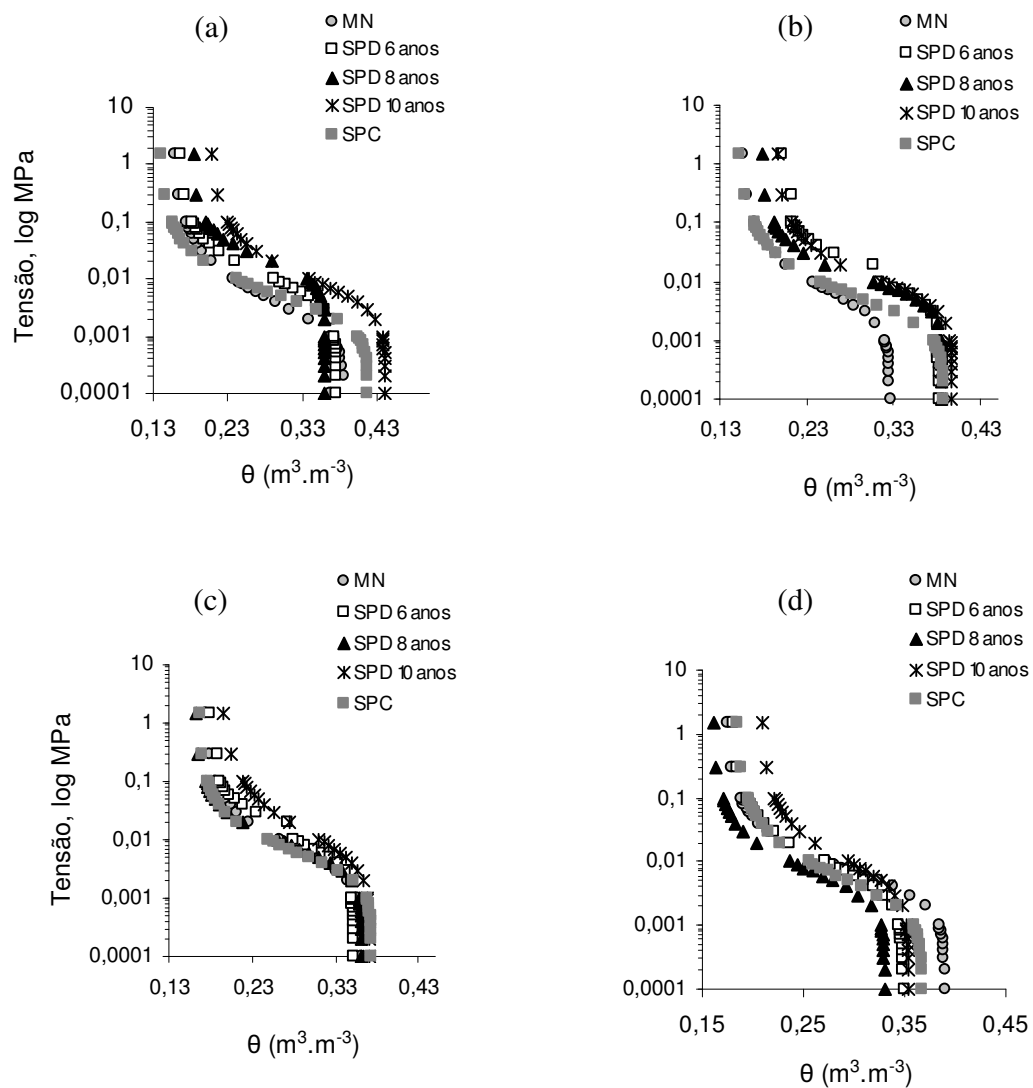 (a)
MN
SPD 6 anos
SPD 8 anos
SPD 10 anos
SPC
Tensão, log MPa
10
1
0,1
0,01
0,001
0,0001
0,13 0,23 0,33 0,43
θ (m³.m⁻³)
(b)
MN
SPD 6 anos
SPD 8 anos
SPD 10 anos
SPC
10
1
0,1
0,01
0,001
0,0001
0,13 0,23 0,33 0,43
θ (m³.m⁻³)
(c)
MN
SPD 6 anos
SPD 8 anos
SPD 10 anos
SPC
Tensão, log MPa
10
1
0,1
0,01
0,001
0,0001
0,13 0,23 0,33 0,43
θ (m³.m⁻³)
(d)
MN
SPD 6 anos
SPD 8 anos
SPD 10 anos
SPC
10
1
0,1
0,01
0,001
0,0001
0,15 0,25 0,35 0,45
θ (m³.m⁻³)